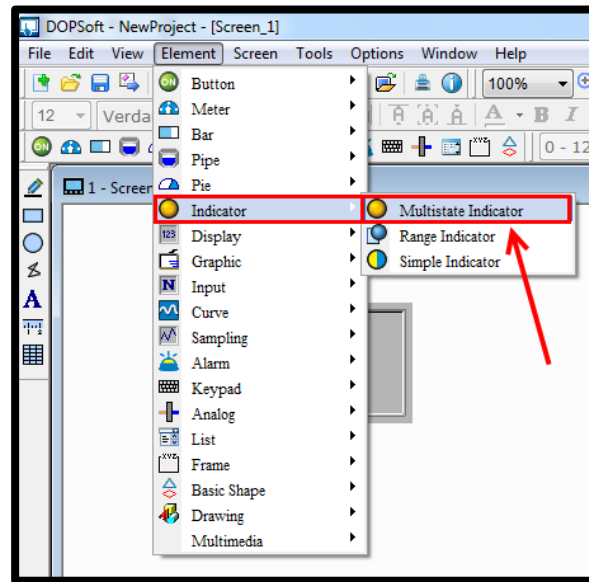 DOPSoft - NewProject - [Screen_1]
File Edit View Element Screen Tools Options Window Help
100%
12 Verda
A B I
0 - 12
1 - Screen
Button
Meter
Bar
Pipe
Pie
Indicator
Display
Graphic
Input
Curve
Sampling
Alarm
Keypad
Analog
List
Frame
Basic Shape
Drawing
Multimedia
Multistate Indicator
Range Indicator
Simple Indicator